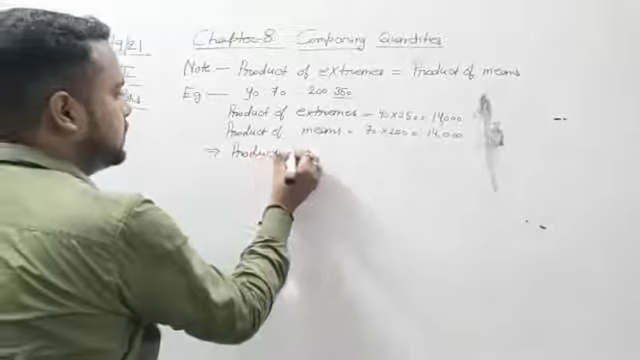 Chapter-8 Comparing Quantities
Note - Product of extremes = Product of means
Eg - 40 70 200 350
Product of extremes = 40 × 350 = 14000
Product of means = 70 × 200 = 14000
⇒ Produ